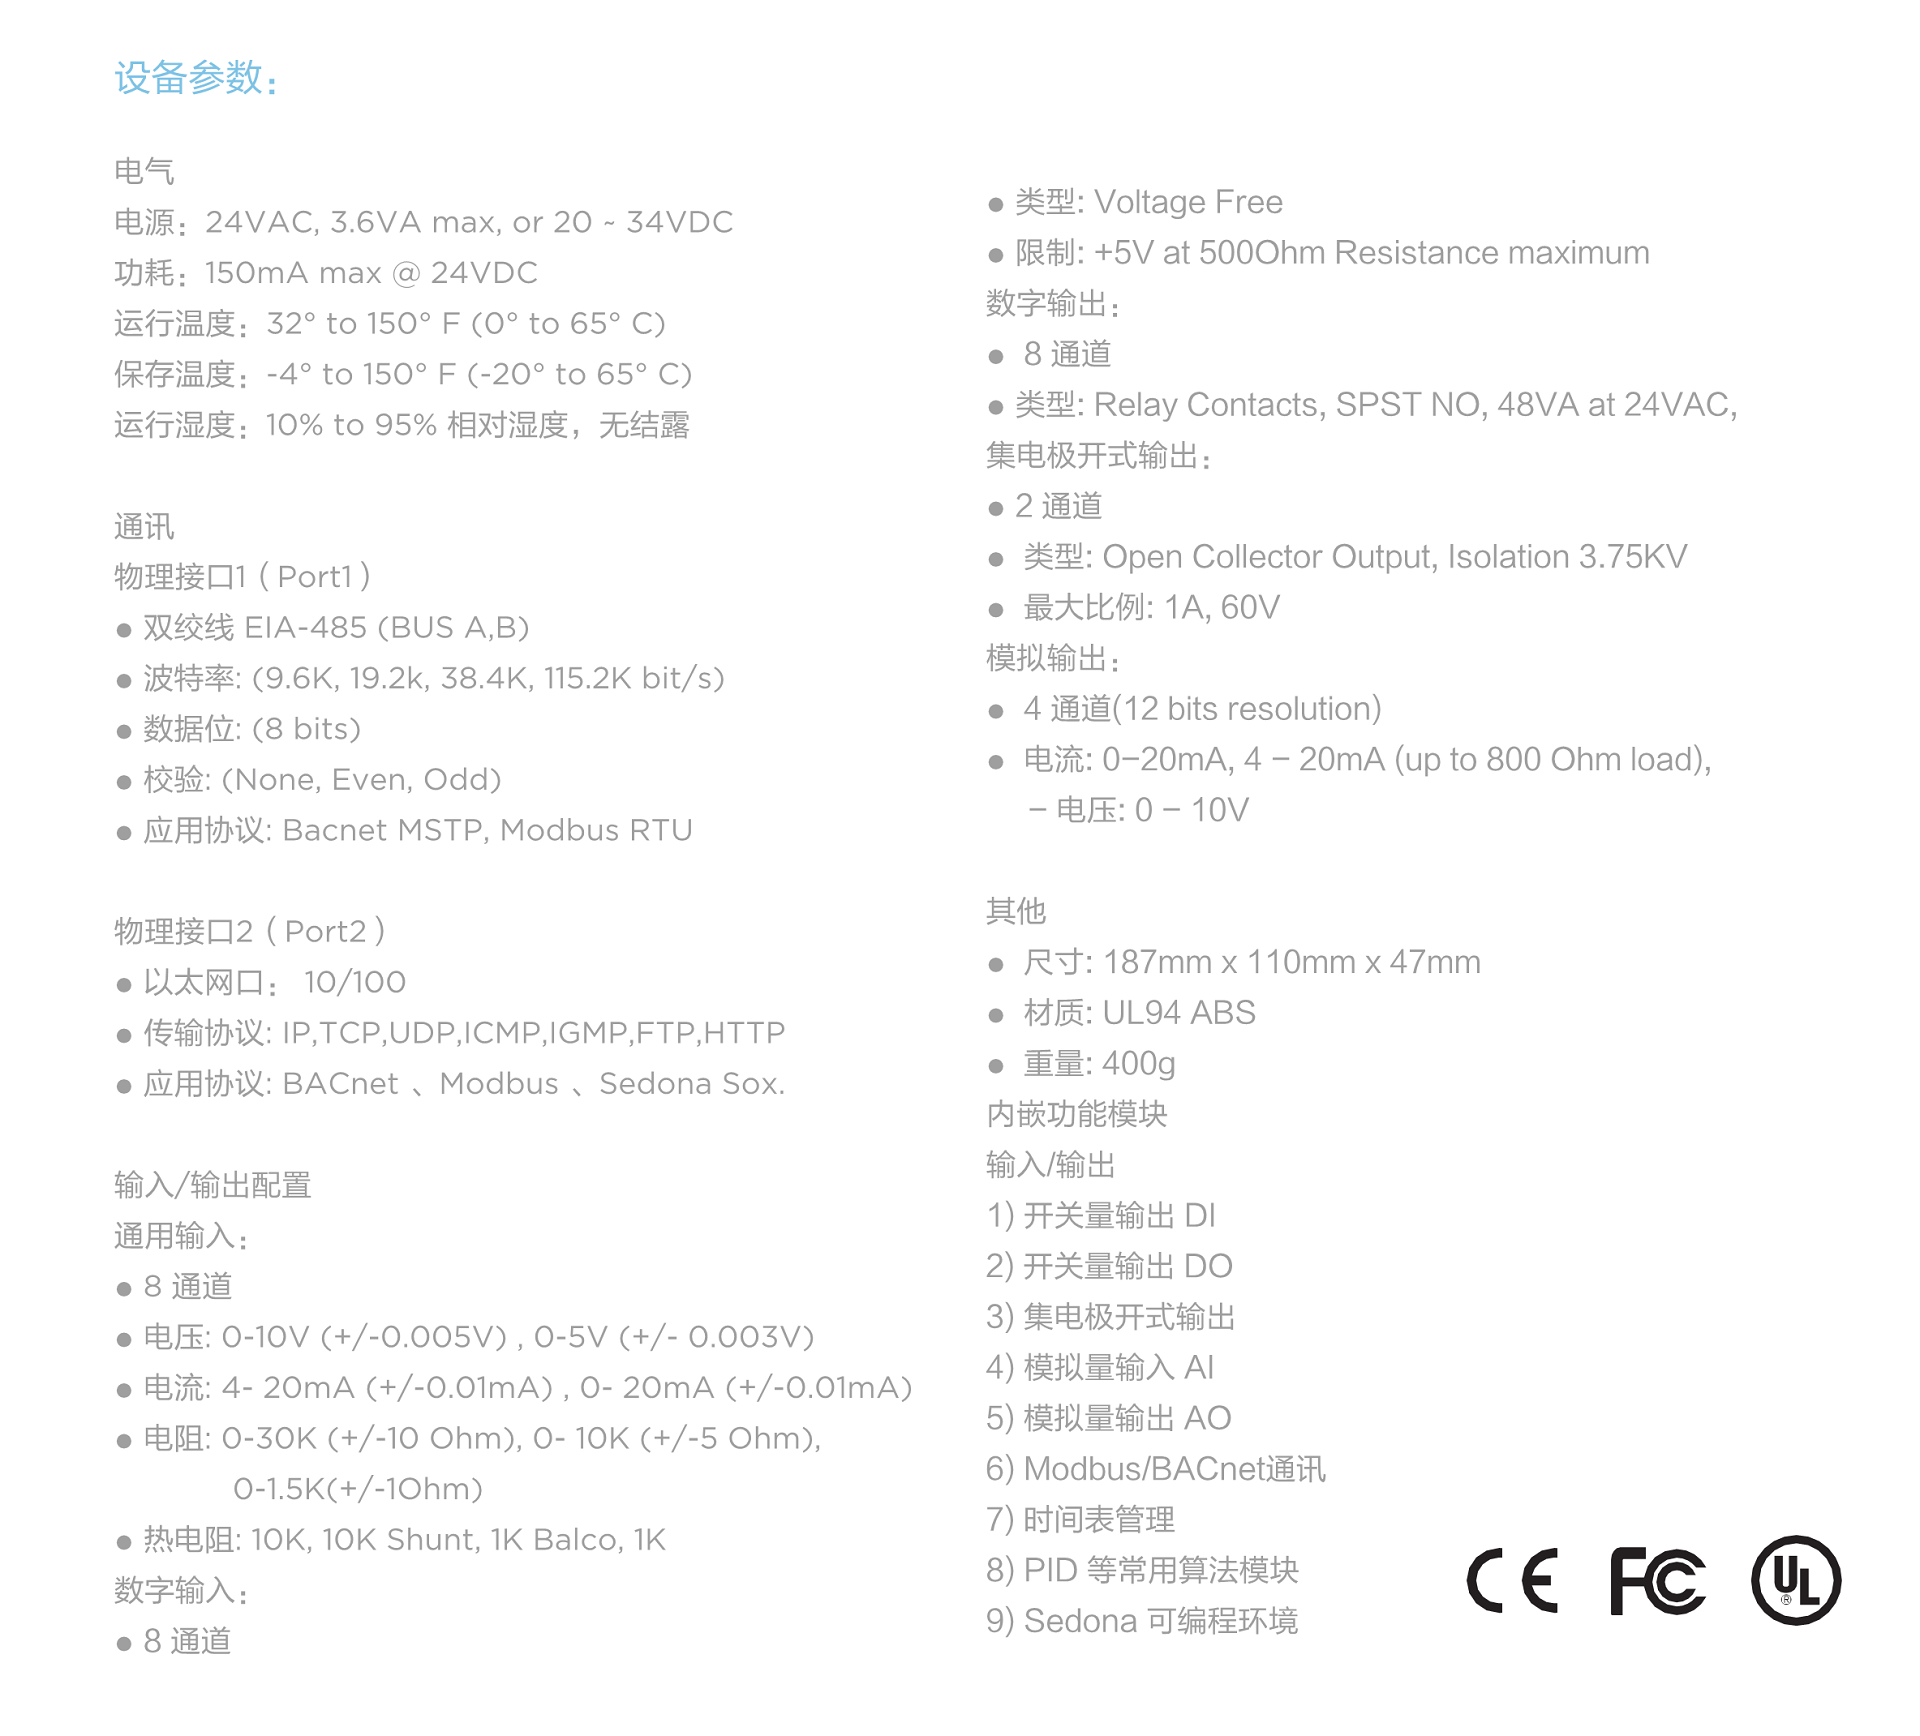 设备参数：
电气
电源：24VAC, 3.6VA max, or 20 ~ 34VDC
功耗：150mA max @ 24VDC
运行温度：32° to 150° F (0° to 65° C)
保存温度：-4° to 150° F (-20° to 65° C)
运行湿度：10% to 95% 相对湿度，无结露
通讯
物理接口1（Port1）
● 双绞线 EIA-485 (BUS A,B)
● 波特率: (9.6K, 19.2k, 38.4K, 115.2K bit/s)
● 数据位: (8 bits)
● 校验: (None, Even, Odd)
● 应用协议: Bacnet MSTP, Modbus RTU
物理接口2（Port2）
● 以太网口： 10/100
● 传输协议: IP,TCP,UDP,ICMP,IGMP,FTP,HTTP
● 应用协议: BACnet 、Modbus 、Sedona Sox.
输入/输出配置
通用输入：
● 8 通道
● 电压: 0-10V (+/-0.005V) , 0-5V (+/- 0.003V)
● 电流: 4- 20mA (+/-0.01mA) , 0- 20mA (+/-0.01mA)
● 电阻: 0-30K (+/-10 Ohm), 0- 10K (+/-5 Ohm),
0-1.5K(+/-1Ohm)
● 热电阻: 10K, 10K Shunt, 1K Balco, 1K
数字输入：
● 8 通道
● 类型: Voltage Free
● 限制: +5V at 500Ohm Resistance maximum
数字输出：
● 8 通道
● 类型: Relay Contacts, SPST NO, 48VA at 24VAC,
集电极开式输出：
● 2 通道
● 类型: Open Collector Output, Isolation 3.75KV
● 最大比例: 1A, 60V
模拟输出：
● 4 通道(12 bits resolution)
● 电流: 0–20mA, 4 – 20mA (up to 800 Ohm load),
– 电压: 0 – 10V
其他
● 尺寸: 187mm x 110mm x 47mm
● 材质: UL94 ABS
● 重量: 400g
内嵌功能模块
输入/输出
1) 开关量输出 DI
2) 开关量输出 DO
3) 集电极开式输出
4) 模拟量输入 AI
5) 模拟量输出 AO
6) Modbus/BACnet通讯
7) 时间表管理
8) PID 等常用算法模块
9) Sedona 可编程环境
CE FC UL®